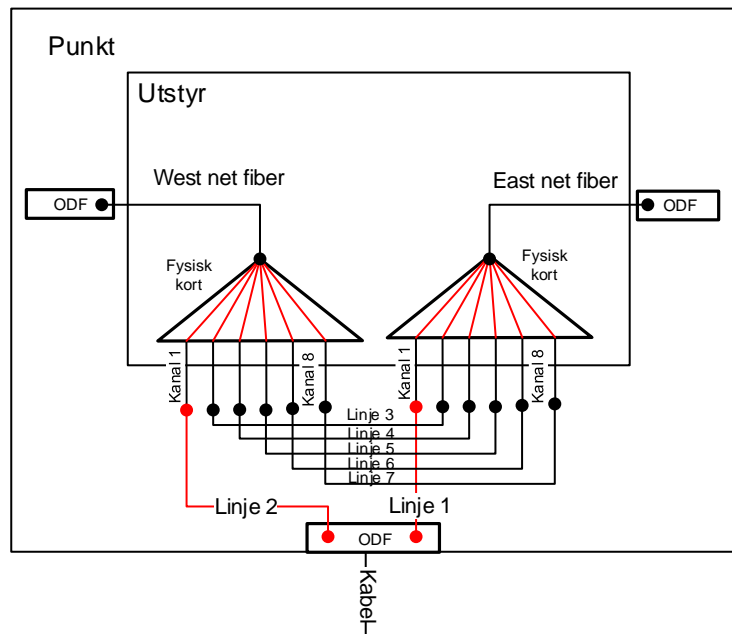 Punkt
Utstyr
West net fiber
East net fiber
ODF
ODF
Fysisk
kort
Fysisk
kort
Kanal 1
Kanal 8
Kanal 1
Kanal 8
Linje 3
Linje 4
Linje 5
Linje 6
Linje 7
Linje 2
Linje 1
ODF
Kabel